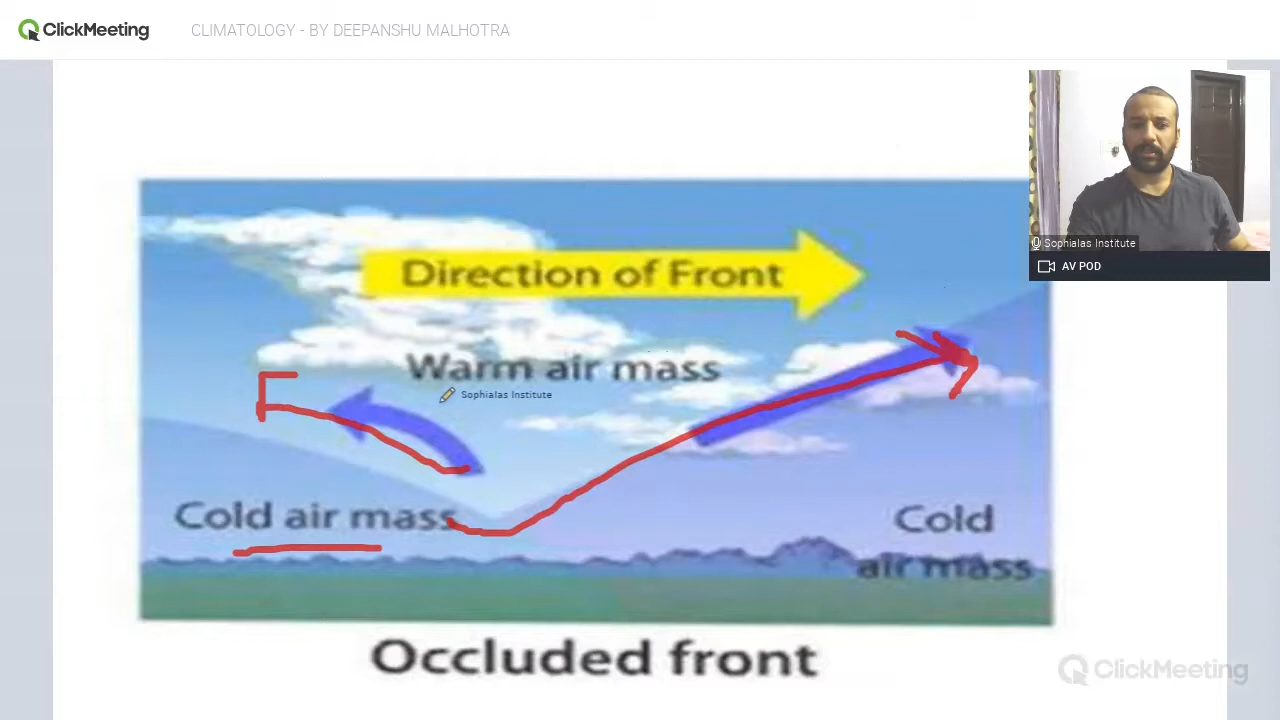 ClickMeeting
CLIMATOLOGY - BY DEEPANSHU MALHOTRA
Sophialas Institute
AV POD
Direction of Front
Warm air mass
Sophialas Institute
Cold air mass
Cold
air mass
Occluded front
ClickMeeting